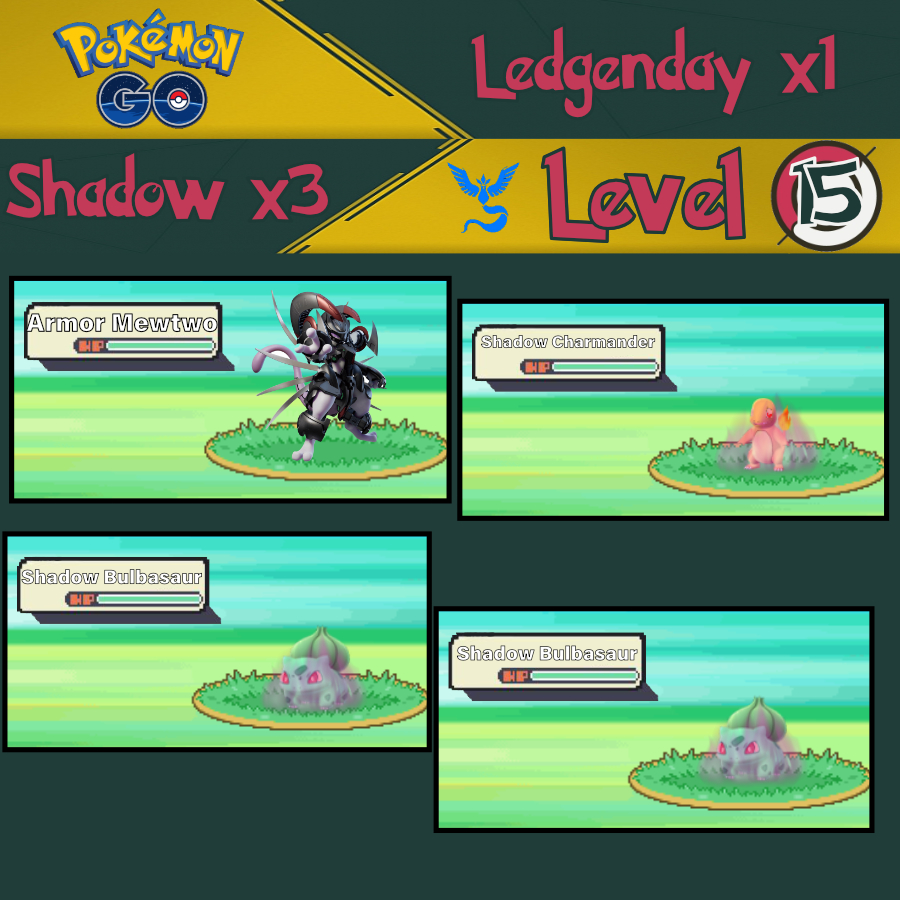 POKéMON
GO
Ledgenday x1
Shadow x3
Level 15
Armor Mewtwo
HP
Shadow Charmander
HP
Shadow Bulbasaur
HP
Shadow Bulbasaur
HP